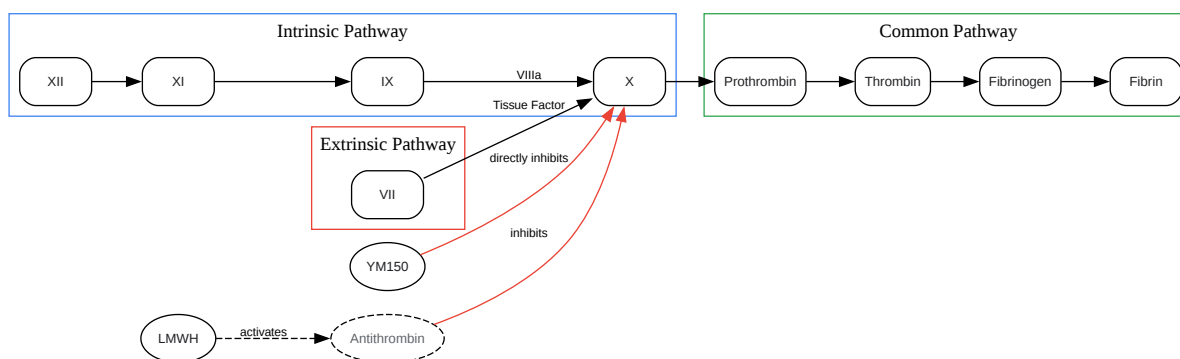 Intrinsic Pathway
Common Pathway
XII
XI
IX
VIIIa
X
Prothrombin
Thrombin
Fibrinogen
Fibrin
Tissue Factor
Extrinsic Pathway
directly inhibits
VII
inhibits
YM150
LMWH
activates
Antithrombin